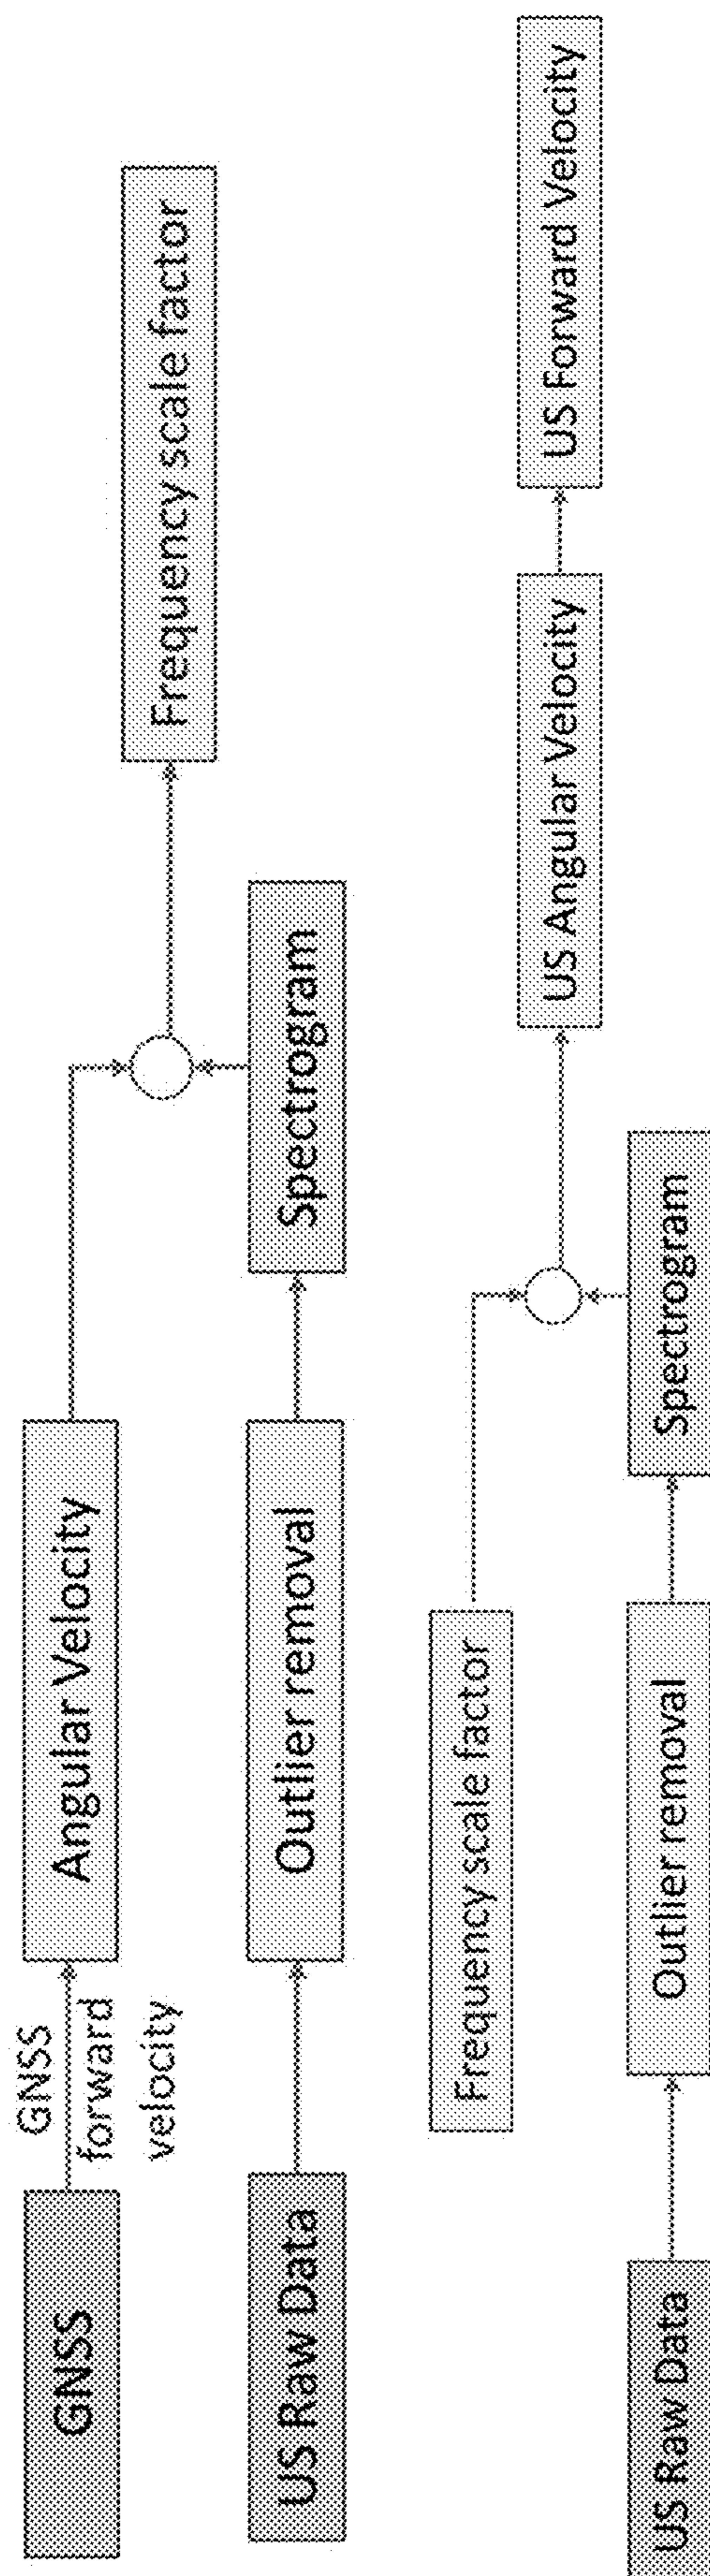 GNSS
GNSS
forward
velocity
Angular Velocity
US Raw Data
Outlier removal
Spectrogram
Frequency scale factor
Frequency scale factor
US Raw Data
Outlier removal
Spectrogram
US Angular Velocity
US Forward Velocity